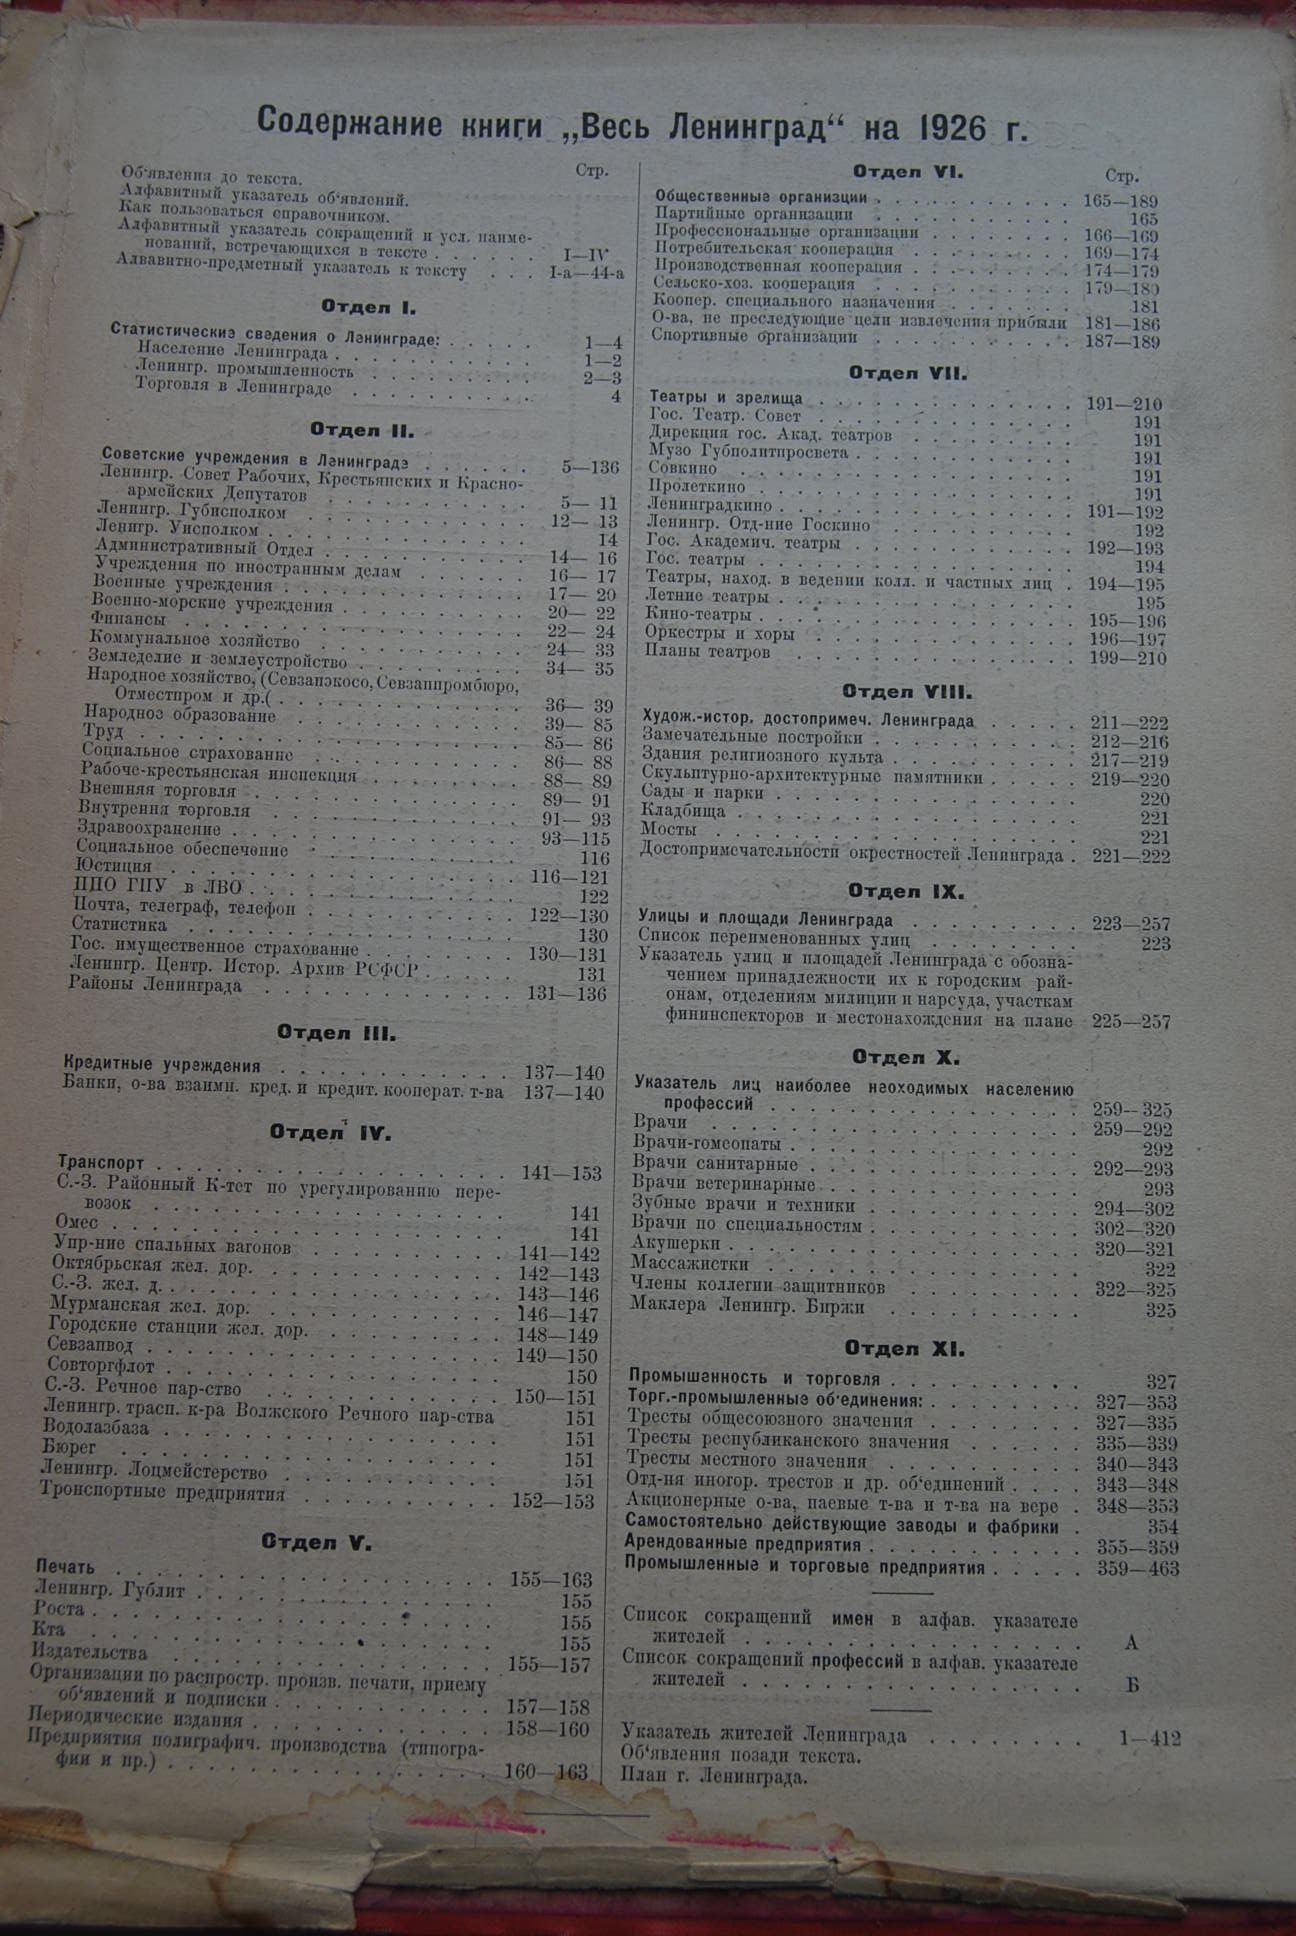 Содержание книги „Весь Ленинград“ на 1926 г.
Стр.
Об‘явления до текста.
Алфавитный указатель об‘явлений.
Как пользоваться справочником.
Алфавитный указатель сокращений и усл. наиме-
нований, встречающихся в тексте . . . . . . I—IV
Алвавитно-предметный указатель к тексту . . . I-а—44-а
Отдел I.
Статистические сведения о Ленинграде: . . . . . 1—4
Население Ленинграда . . . . . . . . . . . 1—2
Ленингр. промышленность . . . . . . . . . 2—3
Торговля в Ленинграде . . . . . . . . . . 4
Отдел II.
Советские учреждения в Ленинграде . . . . . . 5—136
Ленингр. Совет Рабочих, Крестьянских и Красно-
армейских Депутатов . . . . . . . . . . . 5— 11
Ленингр. Губисполком . . . . . . . . . . . 12— 13
Ленигр. Уисполком . . . . . . . . . . . . . 14
Административный Отдел . . . . . . . . . . 14— 16
Учреждения по иностранным делам . . . . . . 16— 17
Военные учреждения . . . . . . . . . . . . 17— 20
Военно-морские учреждения . . . . . . . . . 20— 22
Финансы . . . . . . . . . . . . . . . . . 22— 24
Коммунальное хозяйство . . . . . . . . . . 24— 33
Земледелие и землеустройство . . . . . . . . 34— 35
Народное хозяйство, (Севзапэкосо, Севзаппромбюро,
Отместпром и др.( . . . . . . . . . . . . . 36— 39
Народноз образование . . . . . . . . . . . . 39— 85
Труд . . . . . . . . . . . . . . . . . . . 85— 86
Социальное страхование . . . . . . . . . . . 86— 88
Рабоче-крестьянская инспекция . . . . . . . . 88— 89
Внешняя торговля . . . . . . . . . . . . . . 89— 91
Внутрення торговля . . . . . . . . . . . . . 91— 93
Здравоохранение . . . . . . . . . . . . . . 93—115
Социальное обеспечение . . . . . . . . . . . 116
Юстиция . . . . . . . . . . . . . . . . . . 116—121
ППО ГПУ в ЛВО . . . . . . . . . . . . . . 122
Почта, телеграф, телефон . . . . . . . . . . 122—130
Статистика . . . . . . . . . . . . . . . . . 130
Гос. имущественное страхование . . . . . . . . 130—131
Ленингр. Центр. Истор. Архив РСФСР . . . . . 131
Районы Ленинграда . . . . . . . . . . . . . 131—136
Отдел III.
Кредитные учреждения . . . . . . . . . . . . 137—140
Банки, о-ва взаимн. кред. и кредит. кооперат. т-ва 137—140
Отдел IV.
Транспорт . . . . . . . . . . . . . . . . . . 141—153
С.-З. Районный К-тет по урегулированию пере-
возок . . . . . . . . . . . . . . . . . . 141
Омес . . . . . . . . . . . . . . . . . . . . 141
Упр-ние спальных вагонов . . . . . . . . . . 141—142
Октябрьская жел. дор. . . . . . . . . . . . . 142—143
С.-З. жел. д. . . . . . . . . . . . . . . . . . 143—146
Мурманская жел. дор. . . . . . . . . . . . . 146—147
Городские станции жел. дор. . . . . . . . . . 148—149
Севзапвод . . . . . . . . . . . . . . . . . . 149—150
Совторгфлот . . . . . . . . . . . . . . . . . 150
С.-З. Речное пар-ство . . . . . . . . . . . . 150—151
Ленингр. трасп. к-ра Волжского Речного пар-ства 151
Водолазбаза . . . . . . . . . . . . . . . . . 151
Бюрег . . . . . . . . . . . . . . . . . . . 151
Ленингр. Лоцмейстерство . . . . . . . . . . . 151
Тронспортные предприятия . . . . . . . . . . 152—153
Отдел V.
Печать . . . . . . . . . . . . . . . . . . . 155—163
Ленингр. Гублит . . . . . . . . . . . . . . . 155
Роста . . . . . . . . . . . . . . . . . . . . 155
Кта . . . . . . . . . . . . . . . . . . . . 155
Издательства . . . . . . . . . . . . . . . . 155—157
Организации по распростр. произв. печати, приему
об‘явлений и подписки . . . . . . . . . . . 157—158
Периодические издания . . . . . . . . . . . . 158—160
Предприятия полиграфич. производства (типогра-
фии и пр.) . . . . . . . . . . . . . . . . 160—163
Отдел VI.
Стр.
Общественные организции . . . . . . . . . . . 165—189
Партийные организации . . . . . . . . . . . 165
Профессиональные организации . . . . . . . . 166—169
Потребительская кооперация . . . . . . . . . 169—174
Производственная кооперация . . . . . . . . . 174—179
Сельско-хоз. кооперация . . . . . . . . . . . 179—180
Коопер. специального назначения . . . . . . . 181
О-ва, не преследующие цели извлечения прибыли 181—186
Спортивные организации . . . . . . . . . . . 187—189
Отдел VII.
Театры и зрелища . . . . . . . . . . . . . . 191—210
Гос. Театр. Совет . . . . . . . . . . . . . . 191
Дирекция гос. Акад. театров . . . . . . . . . 191
Музо Губполитпросвета . . . . . . . . . . . . 191
Совкино . . . . . . . . . . . . . . . . . . 191
Пролеткино . . . . . . . . . . . . . . . . . 191
Ленинградкино . . . . . . . . . . . . . . . . 191—192
Ленингр. Отд-ние Госкино . . . . . . . . . . 192
Гос. Академич. театры . . . . . . . . . . . . 192—193
Гос. театры . . . . . . . . . . . . . . . . . 194
Театры, наход. в ведении колл. и частных лиц . 194—195
Летние театры . . . . . . . . . . . . . . . . 195
Кино-театры . . . . . . . . . . . . . . . . . 195—196
Оркестры и хоры . . . . . . . . . . . . . . 196—197
Планы театров . . . . . . . . . . . . . . . 199—210
Отдел VIII.
Худож.-истор. достопримеч. Ленинграда . . . . . 211—222
Замечательные постройки . . . . . . . . . . . 212—216
Здания религиозного культа . . . . . . . . . . 217—219
Скульптурно-архитектурные памятники . . . . . 219—220
Сады и парки . . . . . . . . . . . . . . . . 220
Кладбища . . . . . . . . . . . . . . . . . . 221
Мосты . . . . . . . . . . . . . . . . . . . 221
Достопримечательности окрестностей Ленинграда . 221—222
Отдел IX.
Улицы и площади Ленинграда . . . . . . . . . 223—257
Список переименованных улиц . . . . . . . . 223
Указатель улиц и площадей Ленинграда с обозна-
чением принадлежности их к городским рай-
онам, отделениям милиции и нарсуда, участкам
фининспекторов и местонахождения на плане 225—257
Отдел X.
Указатель лиц наиболее неоходимых населению
профессий . . . . . . . . . . . . . . . . 259—325
Врачи . . . . . . . . . . . . . . . . . . . 259—292
Врачи-гомеопаты . . . . . . . . . . . . . . . 292
Врачи санитарные . . . . . . . . . . . . . . 292—293
Врачи ветеринарные . . . . . . . . . . . . . 293
Зубные врачи и техники . . . . . . . . . . . 294—302
Врачи по специальностям . . . . . . . . . . . 302—320
Акушерки . . . . . . . . . . . . . . . . . . 320—321
Массажистки . . . . . . . . . . . . . . . . 322
Члены коллегии защитников . . . . . . . . . 322—325
Маклера Ленингр. Биржи . . . . . . . . . . 325
Отдел XI.
Промышенность и торговля . . . . . . . . . . 327
Торг.-промышленные об‘единения: . . . . . . . . 327—353
Тресты общесоюзного значения . . . . . . . . 327—335
Тресты республиканского значения . . . . . . 335—339
Тресты местного значения . . . . . . . . . . 340—343
Отд-ня иногор. трестов и др. об‘единений . . . . 343—348
Акционерные о-ва, паевые т-ва и т-ва на вере . 348—353
Самостоятельно действующие заводы и фабрики . 354
Арендованные предприятия . . . . . . . . . . . 355—359
Промышленные и торговые предприятия . . . . . 359—463
Список сокращений имен в алфав. указателе
жителей . . . . . . . . . . . . . . . . . А
Список сокращений профессий в алфав. указателе
жителей . . . . . . . . . . . . . . . . . Б
Указатель жителей Ленинграда . . . . . . . . 1—412
Об‘явления позади текста.
План г. Ленинграда.